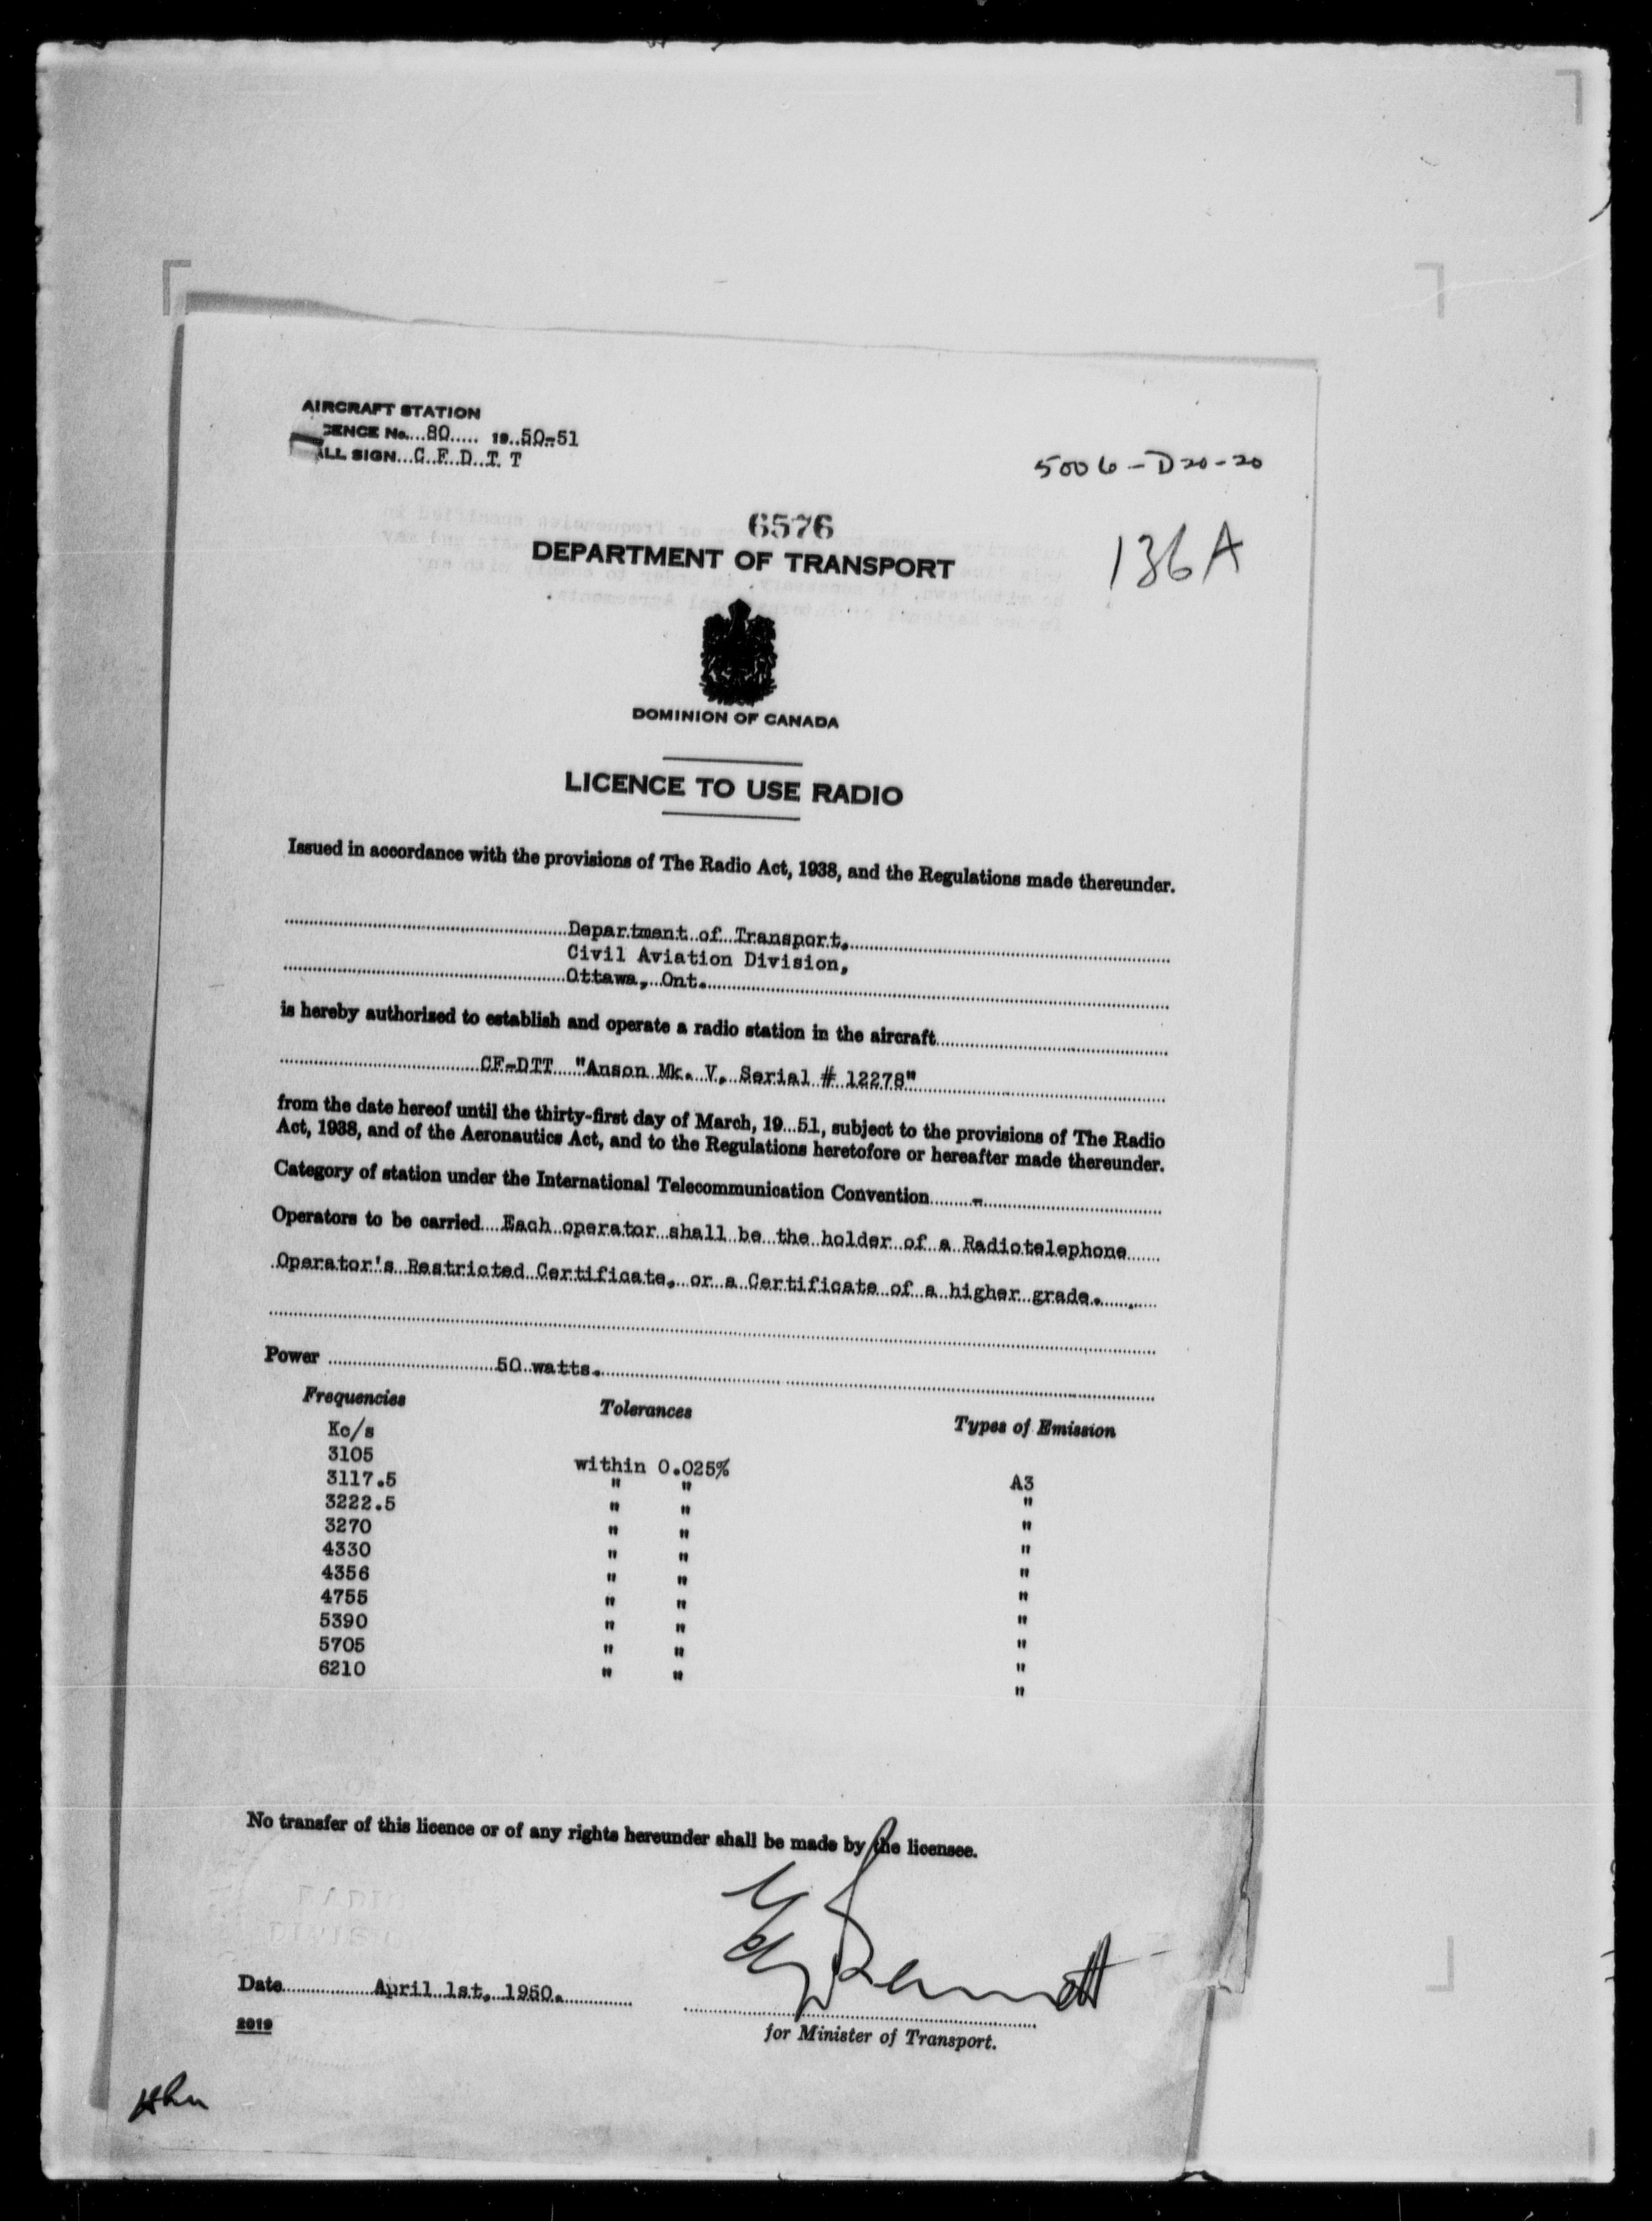 AIRCRAFT STATION
CENCE No...80..... 19..50-51
ALL SIGN...C.F.D.T.T
5006-D20-20
6576
136A
DEPARTMENT OF TRANSPORT
DOMINION OF CANADA
LICENCE TO USE RADIO
Issued in accordance with the provisions of The Radio Act, 1938, and the Regulations made thereunder.
Department of Transport,
Civil Aviation Division,
Ottawa, Ont.
is hereby authorized to establish and operate a radio station in the aircraft
CF-DTT "Anson Mk. V, Serial # 12278"
from the date hereof until the thirty-first day of March, 19...51, subject to the provisions of The Radio
Act, 1938, and of the Aeronautics Act, and to the Regulations heretofore or hereafter made thereunder.
Category of station under the International Telecommunication Convention........-
Operators to be carried....Each operator shall be the holder of a Radiotelephone
Operator's Restricted Certificate, or a Certificate of a higher grade.
Power 50 watts.
Frequencies Tolerances Types of Emission
Kc/s
3105 within 0.025% A3
3117.5 " " "
3222.5 " " "
3270 " " "
4330 " " "
4356 " " "
4755 " " "
5390 " " "
5705 " " "
6210 " " "
No transfer of this licence or of any rights hereunder shall be made by the licensee.
Date April 1st, 1950.
for Minister of Transport.
2019